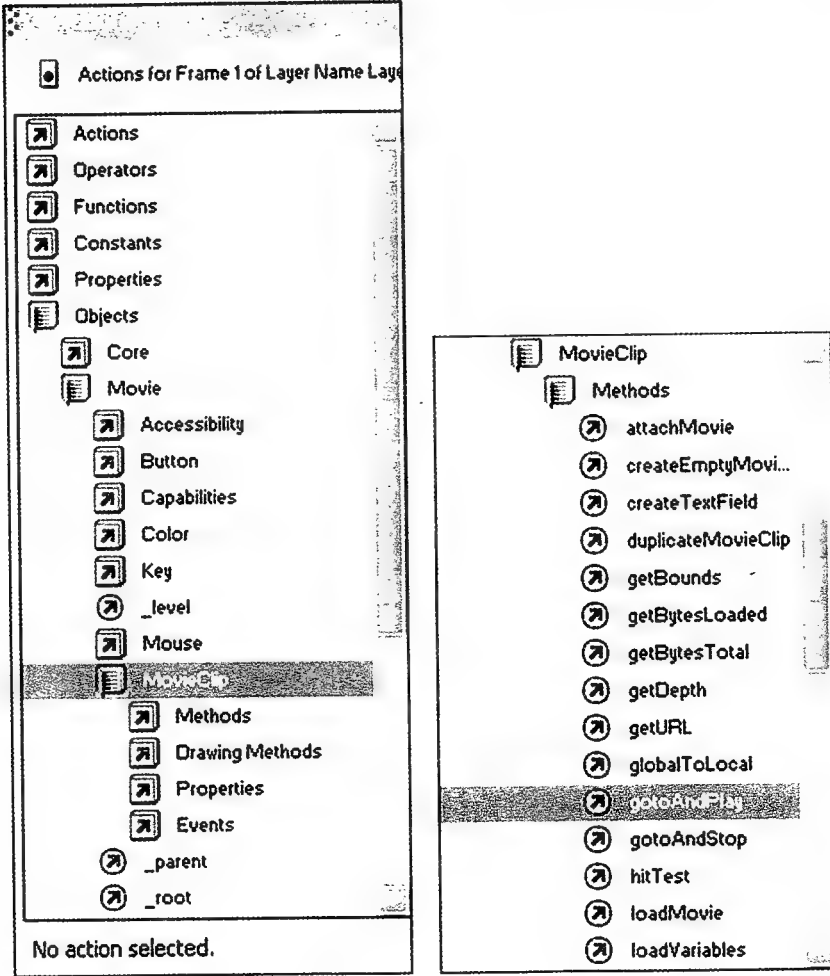 Actions for Frame 1 of Layer Name Laye
Actions
Operators
Functions
Constants
Properties
Objects
Core
Movie
Accessibility
Button
Capabilities
Color
Key
_level
Mouse
MovieClip
Methods
Drawing Methods
Properties
Events
_parent
_root
No action selected.
MovieClip
Methods
attachMovie
createEmptyMovi...
createTextField
duplicateMovieClip
getBounds
getBytesLoaded
getBytesTotal
getDepth
getURL
globalToLocal
gotoAndPlay
gotoAndStop
hitTest
loadMovie
loadVariables